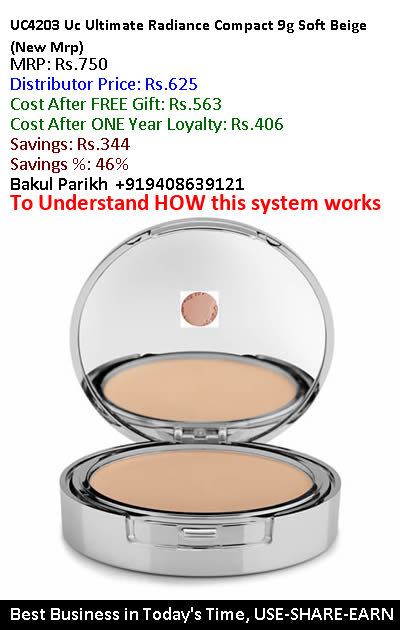 UC4203 Uc Ultimate Radiance Compact 9g Soft Beige
(New Mrp)
MRP: Rs.750
Distributor Price: Rs.625
Cost After FREE Gift: Rs.563
Cost After ONE Year Loyalty: Rs.406
Savings: Rs.344
Savings %: 46%
Bakul Parikh +919408639121
To Understand HOW this system works
Best Business in Today's Time, USE-SHARE-EARN